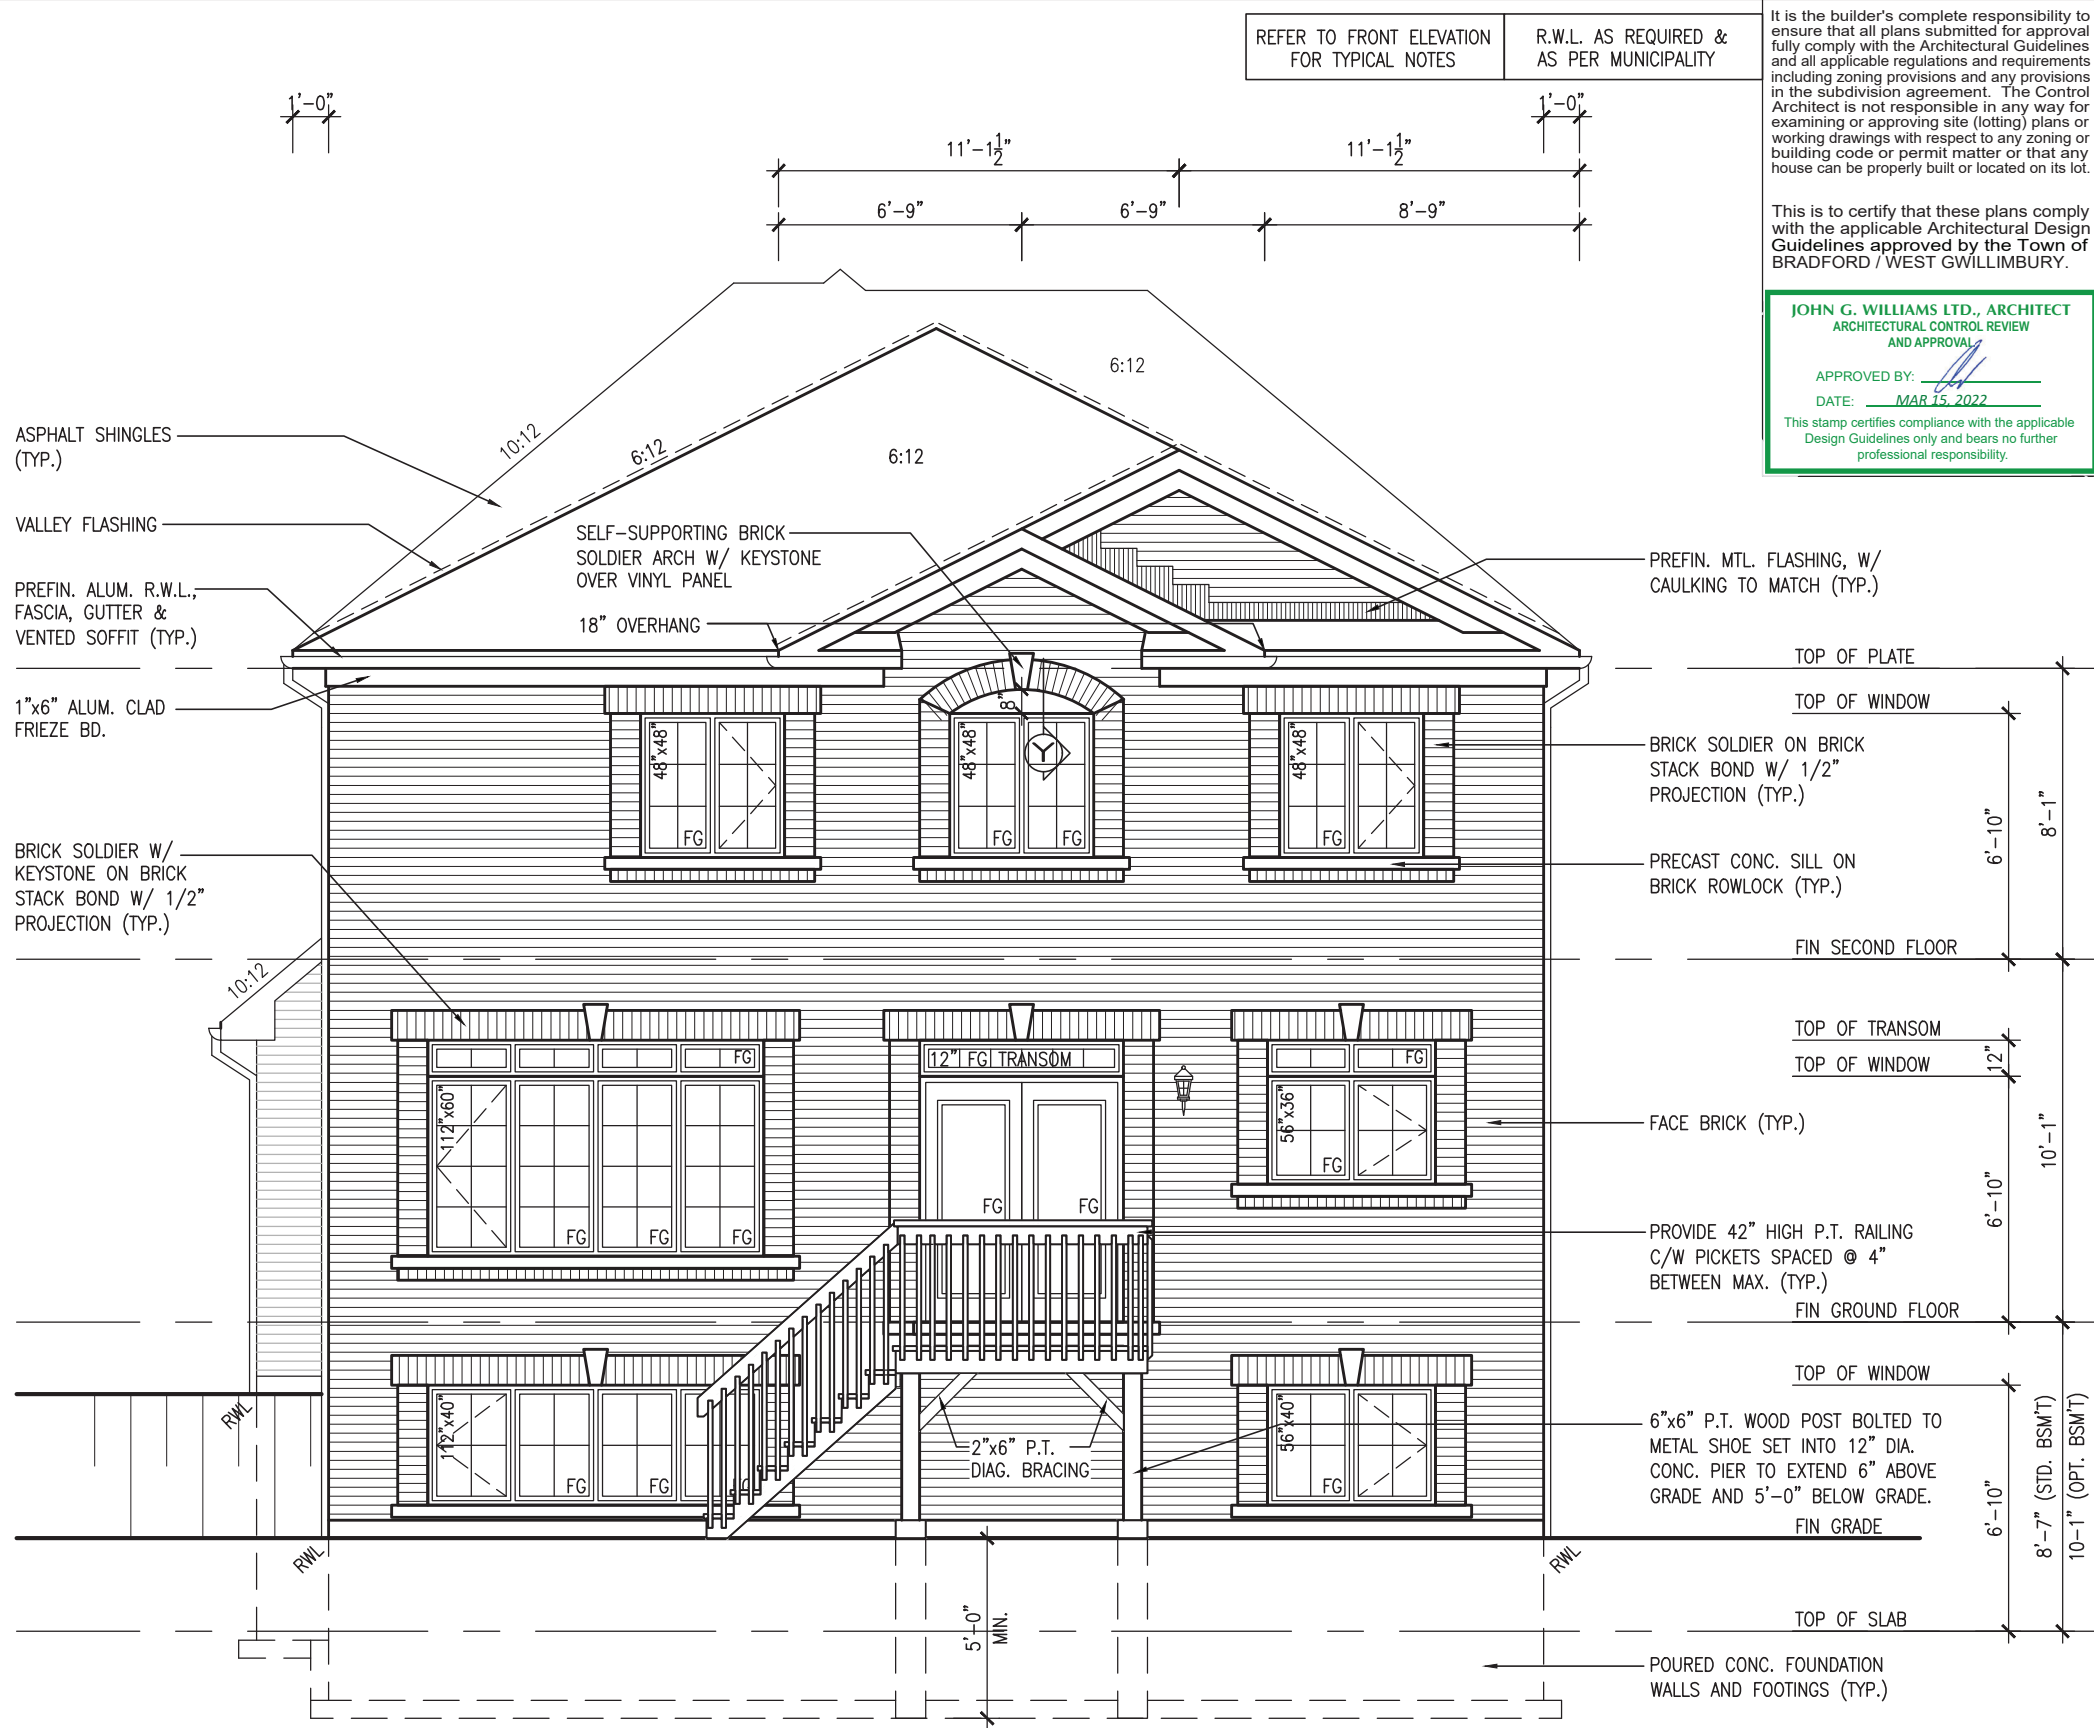 REFER TO FRONT ELEVATION
FOR TYPICAL NOTES
R.W.L. AS REQUIRED &
AS PER MUNICIPALITY
It is the builder's complete responsibility to
ensure that all plans submitted for approval
fully comply with the Architectural Guidelines
and all applicable regulations and requirements
including zoning provisions and any provisions
in the subdivision agreement. The Control
Architect is not responsible in any way for
examining or approving site (lotting) plans or
working drawings with respect to any zoning or
building code or permit matter or that any
house can be properly built or located on its lot.
This is to certify that these plans comply
with the applicable Architectural Design
Guidelines approved by the Town of
BRADFORD / WEST GWILLIMBURY.
JOHN G. WILLIAMS LTD., ARCHITECT
ARCHITECTURAL CONTROL REVIEW
AND APPROVAL
APPROVED BY:
DATE: MAR 15, 2022
This stamp certifies compliance with the applicable
Design Guidelines only and bears no further
professional responsibility.
1'-0"
1'-0"
11'-1 1/2"
11'-1 1/2"
6'-9"
6'-9"
8'-9"
6:12
10:12
6:12
6:12
ASPHALT SHINGLES
(TYP.)
VALLEY FLASHING
PREFIN. ALUM. R.W.L.,
FASCIA, GUTTER &
VENTED SOFFIT (TYP.)
1"x6" ALUM. CLAD
FRIEZE BD.
BRICK SOLDIER W/
KEYSTONE ON BRICK
STACK BOND W/ 1/2"
PROJECTION (TYP.)
10:12
SELF-SUPPORTING BRICK
SOLDIER ARCH W/ KEYSTONE
OVER VINYL PANEL
18" OVERHANG
8"
Y
48"x48"
FG
48"x48"
FG
FG
48"x48"
FG
PREFIN. MTL. FLASHING, W/
CAULKING TO MATCH (TYP.)
TOP OF PLATE
TOP OF WINDOW
BRICK SOLDIER ON BRICK
STACK BOND W/ 1/2"
PROJECTION (TYP.)
6'-10"
8'-1"
PRECAST CONC. SILL ON
BRICK ROWLOCK (TYP.)
FIN SECOND FLOOR
TOP OF TRANSOM
TOP OF WINDOW
12"
FG
112"x60"
FG
FG
FG
12" FG TRANSOM
FG
FG
FG
56"x36"
FG
FACE BRICK (TYP.)
10'-1"
6'-10"
PROVIDE 42" HIGH P.T. RAILING
C/W PICKETS SPACED @ 4"
BETWEEN MAX. (TYP.)
FIN GROUND FLOOR
TOP OF WINDOW
112"x40"
FG
FG
FG
2"x6" P.T.
DIAG. BRACING
56"x40"
FG
6"x6" P.T. WOOD POST BOLTED TO
METAL SHOE SET INTO 12" DIA.
CONC. PIER TO EXTEND 6" ABOVE
GRADE AND 5'-0" BELOW GRADE.
FIN GRADE
6'-10"
8'-7" (STD. BSM'T)
10-1" (OPT. BSM'T)
RWL
RWL
RWL
5'-0"
MIN.
TOP OF SLAB
POURED CONC. FOUNDATION
WALLS AND FOOTINGS (TYP.)